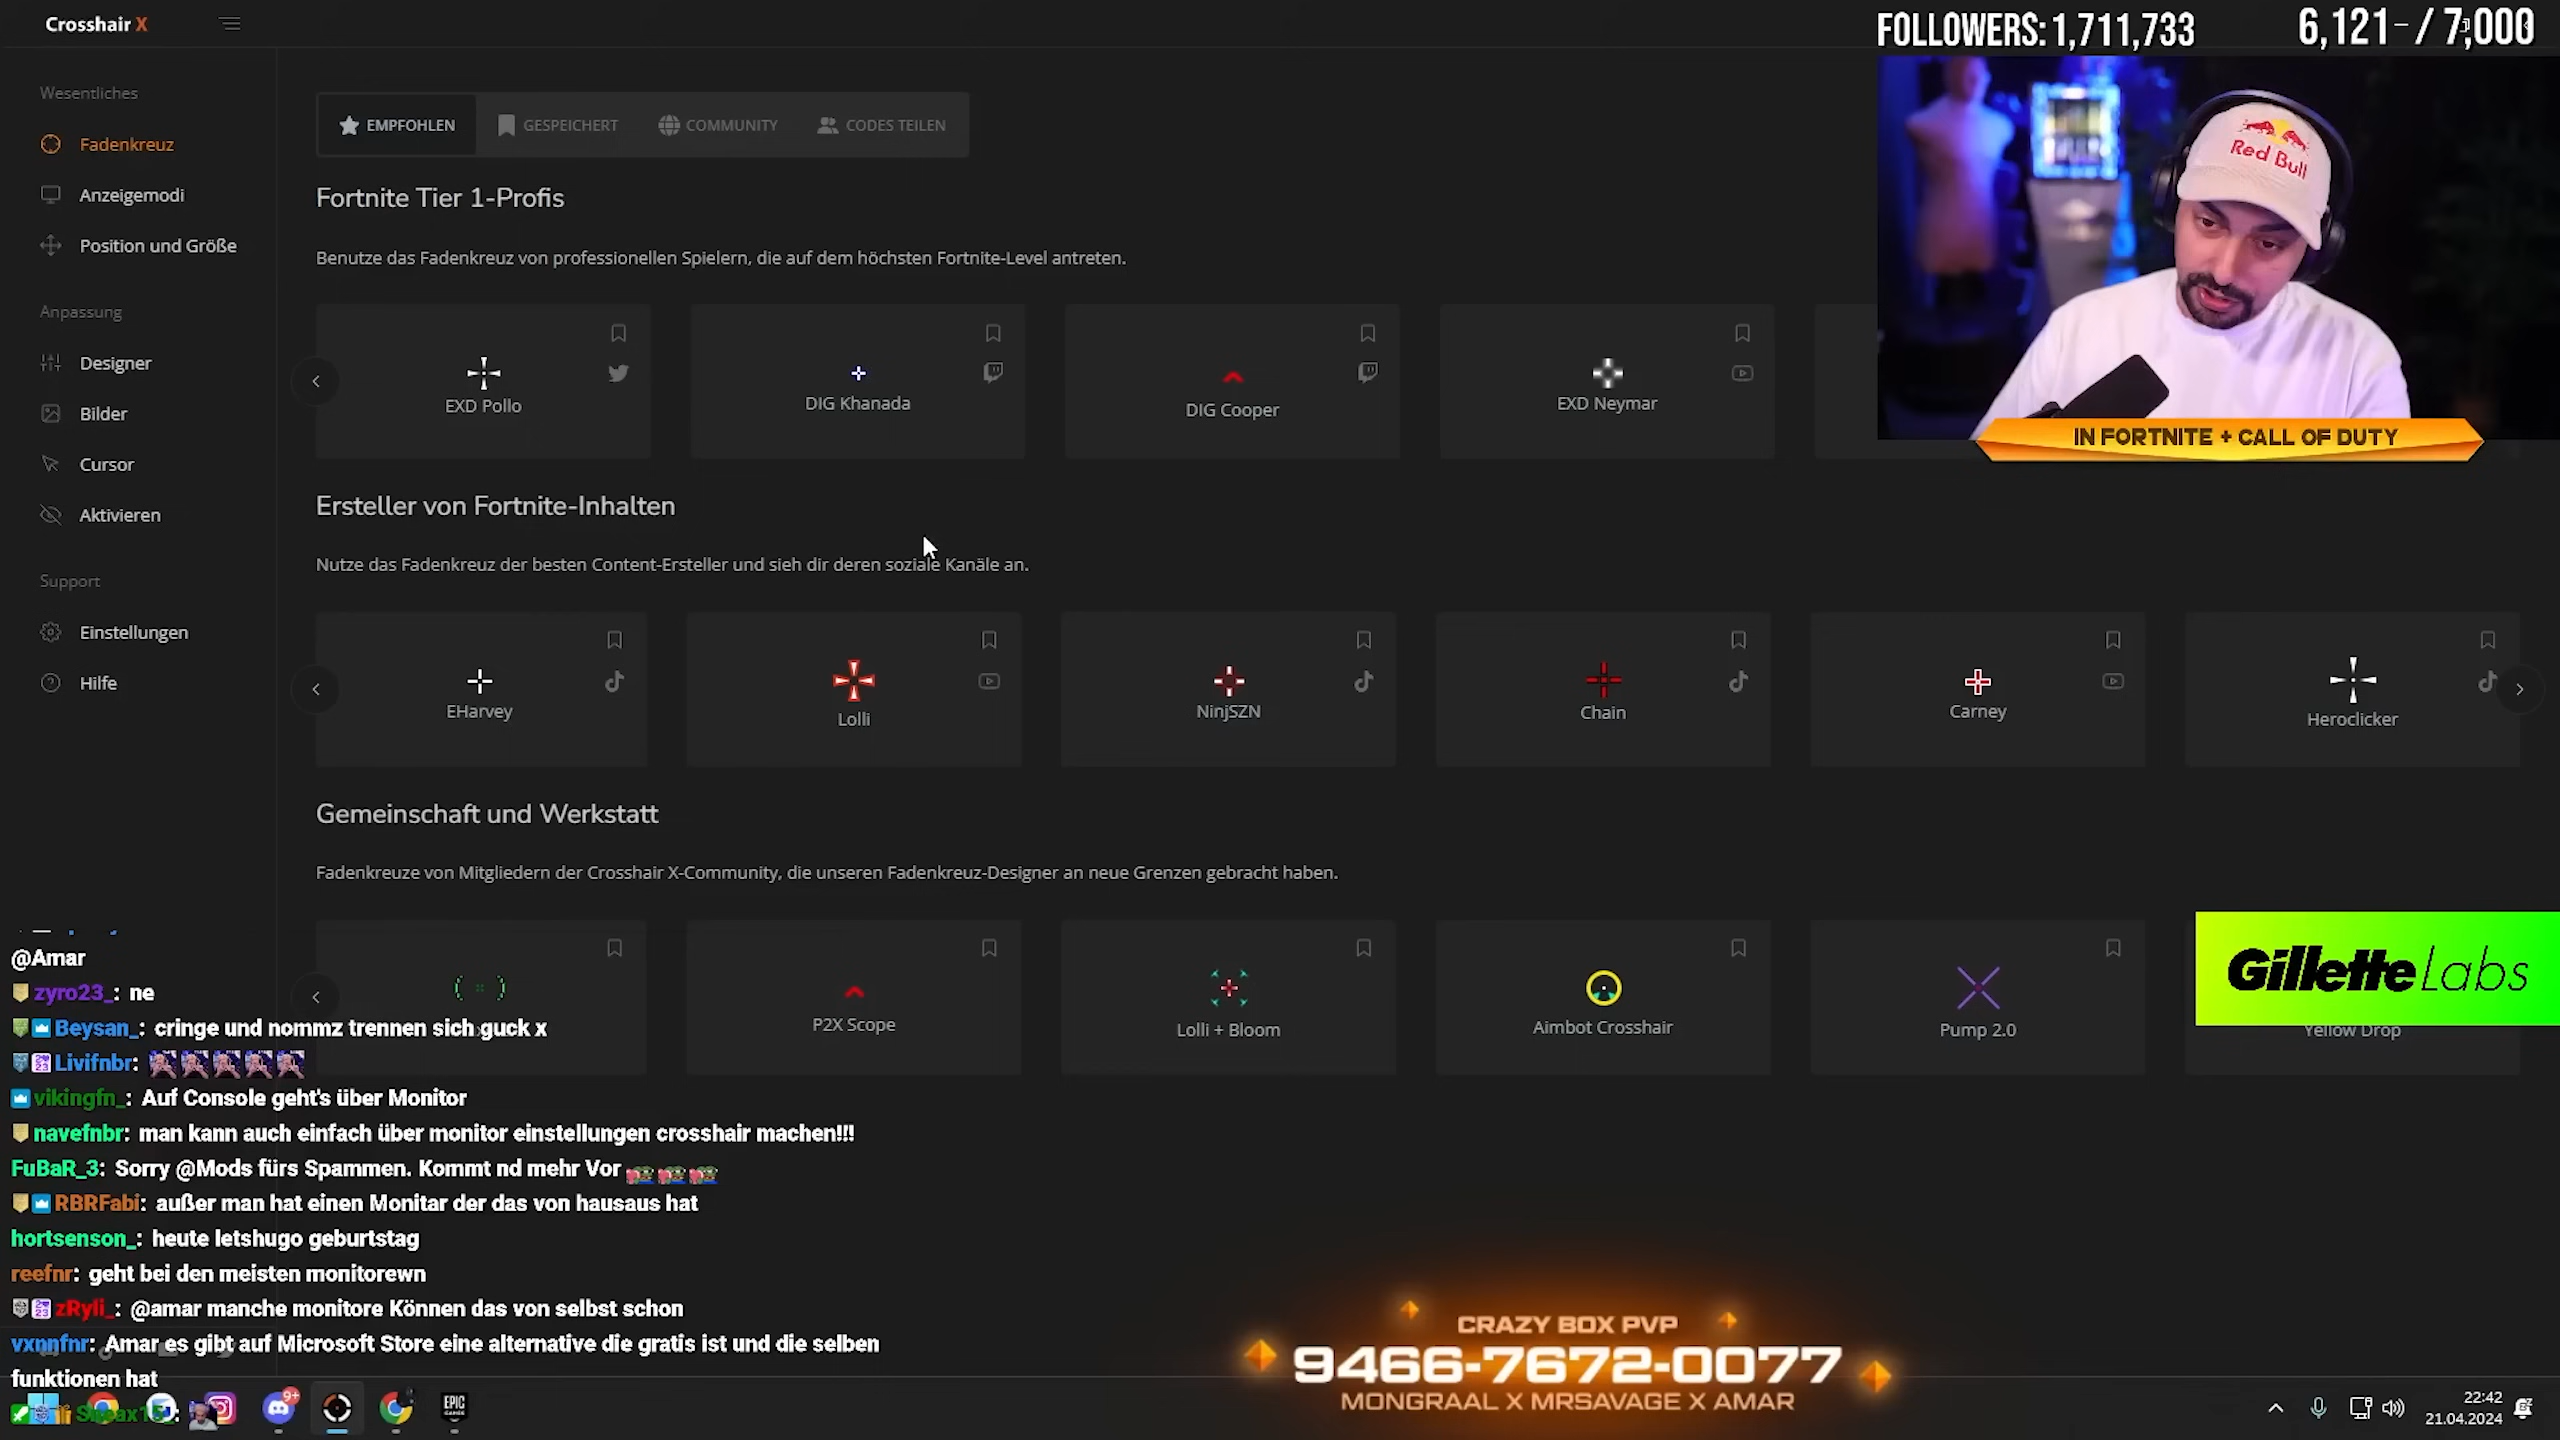 Crosshair X
FOLLOWERS: 1,711,733
6,121 / 7,000
Wesentliches
Fadenkreuz
Anzeigemodi
Position und Größe
Anpassung
Designer
Bilder
Cursor
Aktivieren
Support
Einstellungen
Hilfe
EMPFOHLEN
GESPEICHERT
COMMUNITY
CODES TEILEN
Fortnite Tier 1-Profis
Benutze das Fadenkreuz von professionellen Spielern, die auf dem höchsten Fortnite-Level antreten.
EXD Pollo
DIG Khanada
DIG Cooper
EXD Neymar
Red Bull
IN FORTNITE + CALL OF DUTY
Ersteller von Fortnite-Inhalten
Nutze das Fadenkreuz der besten Content-Ersteller und sieh dir deren soziale Kanäle an.
EHarvey
Lolli
NinjSZN
Chain
Carney
Heroclicker
Gemeinschaft und Werkstatt
Fadenkreuze von Mitgliedern der Crosshair X-Community, die unseren Fadenkreuz-Designer an neue Grenzen gebracht haben.
P2X Scope
Lolli + Bloom
Aimbot Crosshair
Pump 2.0
Yellow Drop
Gillette Labs
@Amar
zyro23_: ne
Beysan_: cringe und nommz trennen sich guck x
Livifnbr:
vikingfn_: Auf Console geht's über Monitor
navefnbr: man kann auch einfach über monitor einstellungen crosshair machen!!!
FuBaR_3: Sorry @Mods fürs Spammen. Kommt nd mehr Vor
RBRFabi: außer man hat einen Monitar der das von hausaus hat
hortsenson_: heute letshugo geburtstag
reefnr: geht bei den meisten monitorewn
zRyli_: @amar manche monitore Können das von selbst schon
vxnnfnr: Amar es gibt auf Microsoft Store eine alternative die gratis ist und die selben
funktionen hat
CRAZY BOX PVP
9466-7672-0077
MONGRAAL X MRSAVAGE X AMAR
9+
EPIC
GAMES
22:42
21.04.2024